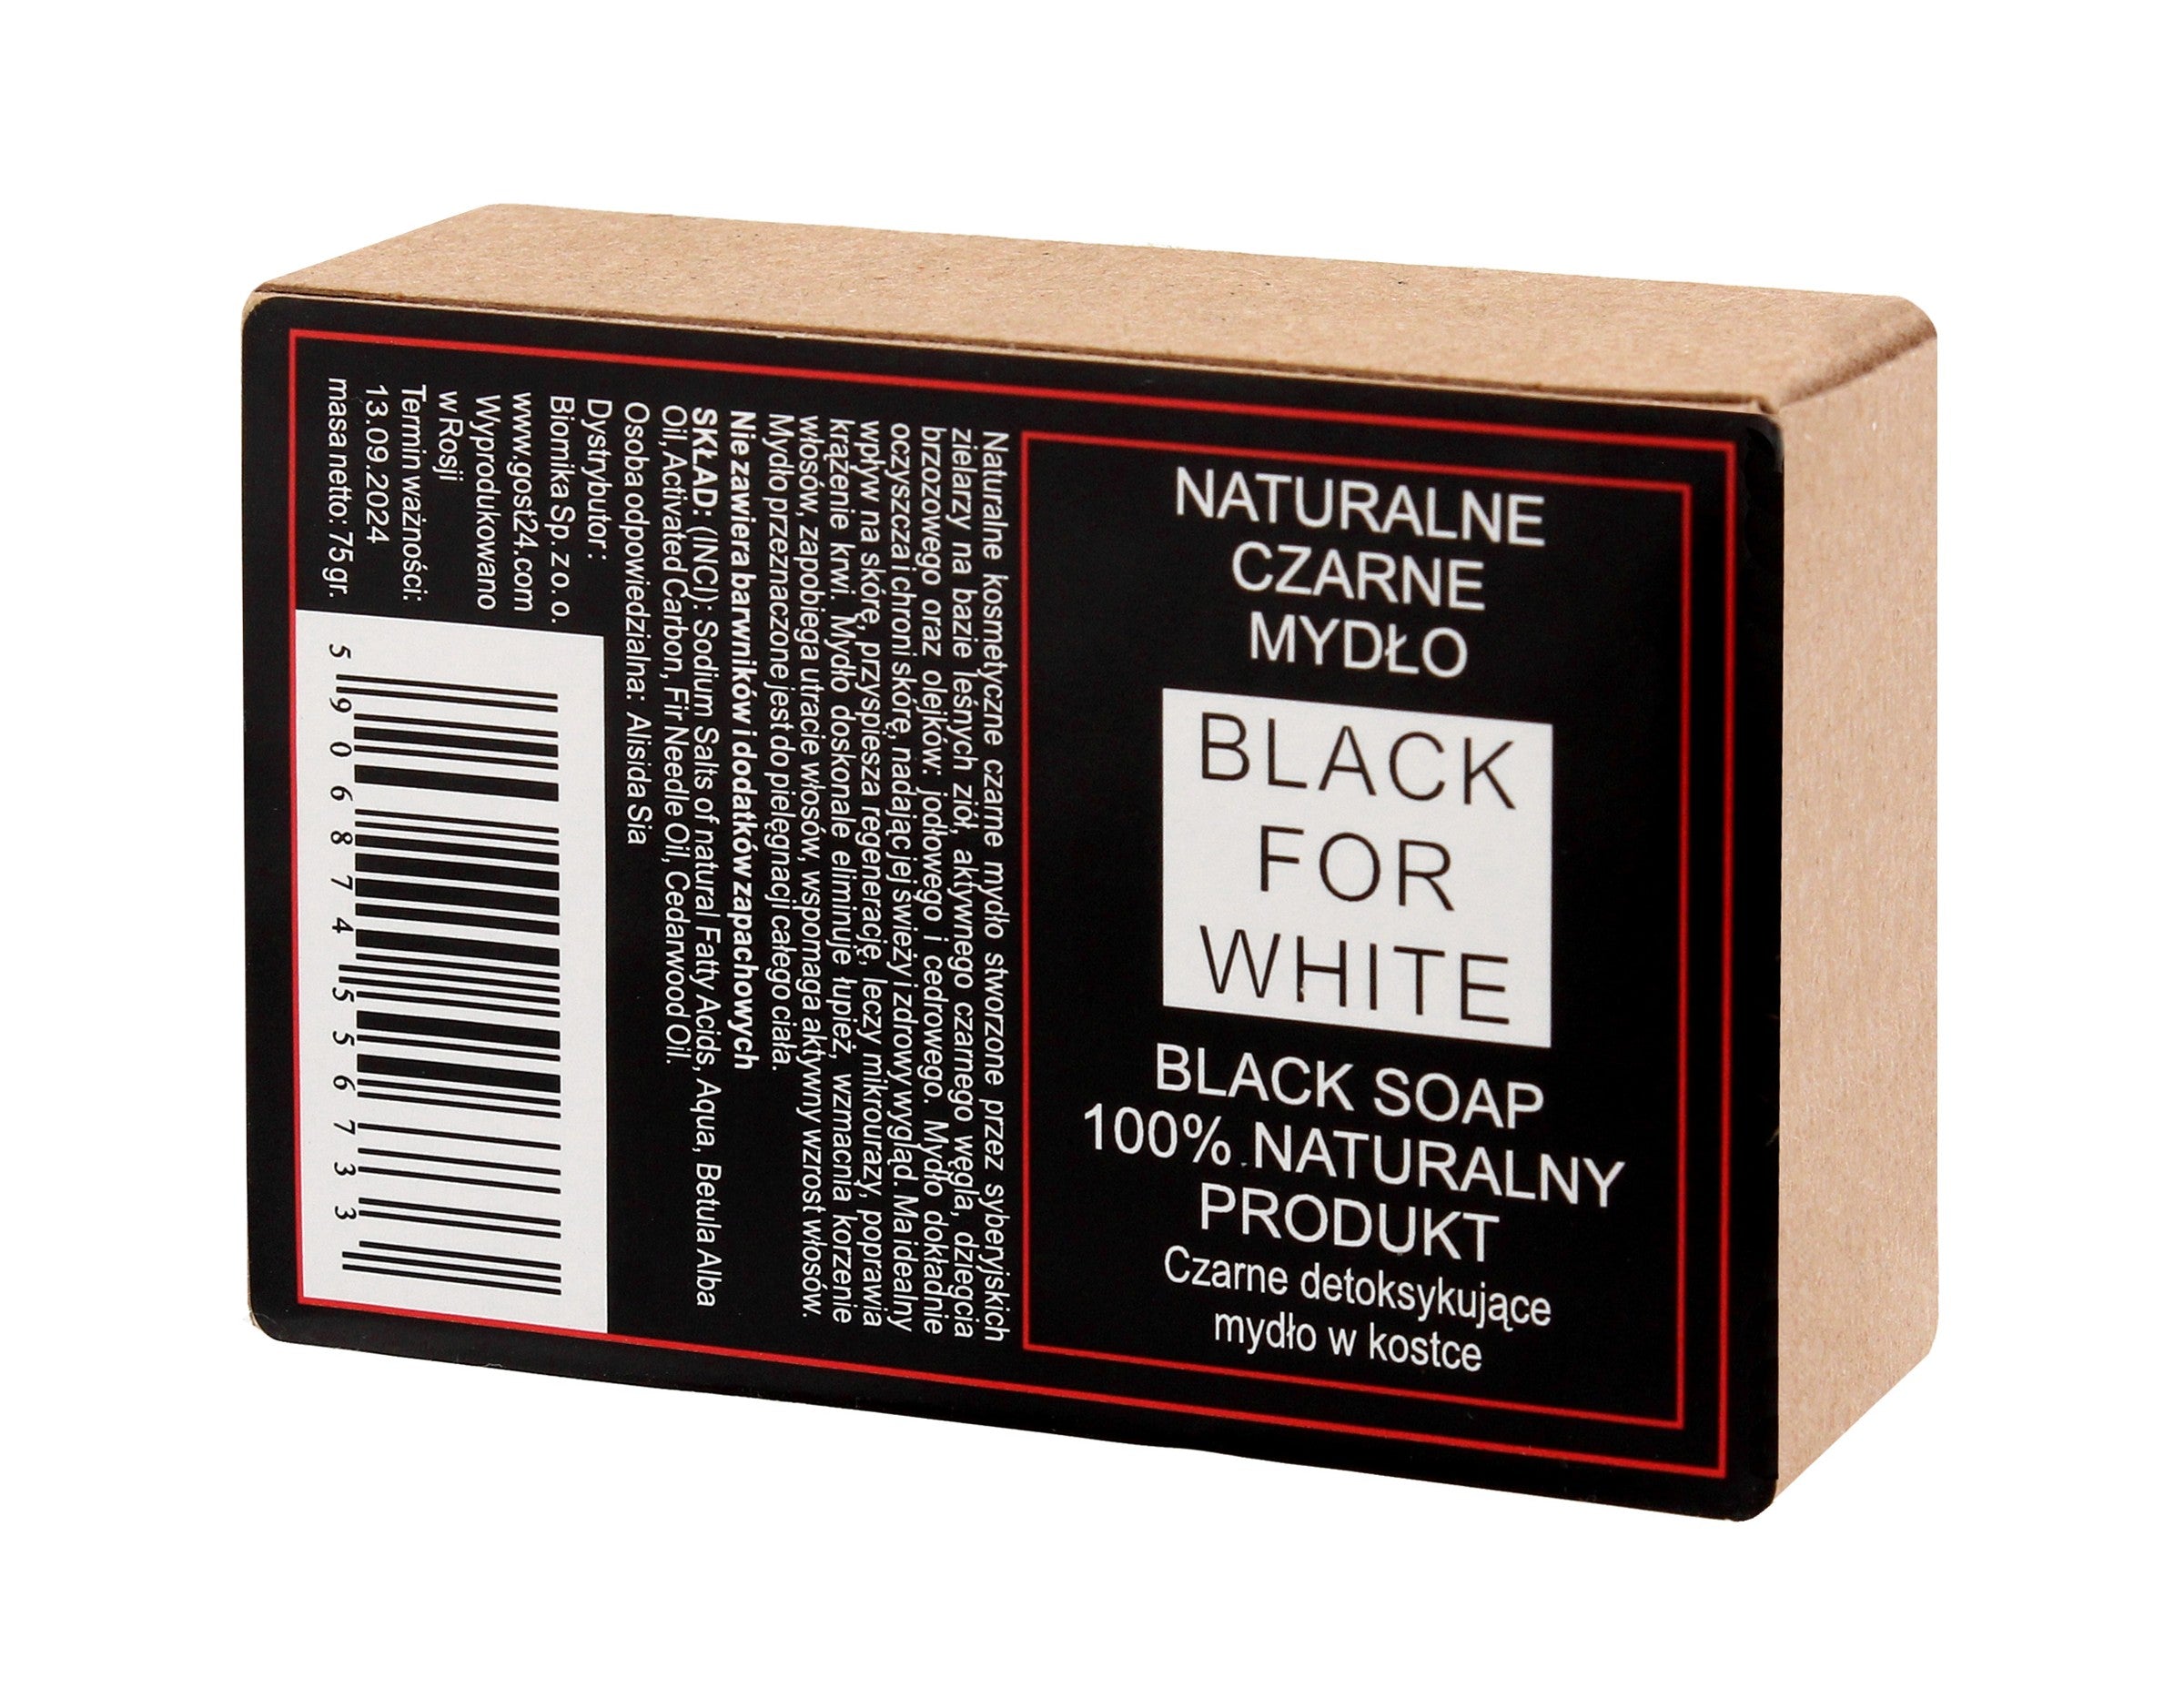 NATURALNE
CZARNE
MYDŁO
BLACK
FOR
WHITE
BLACK SOAP
100% NATURALNY
PRODUKT
Czarne detoksykujące
mydło w kostce
Naturalne kosmetyczne czarne mydło stworzone przez syberyjskich
zielarzy na bazie leśnych ziół, aktywnego czarnego węgla, dziegcia
brzozowego oraz olejków: jodłowego i cedrowego. Mydło dokładnie
oczyszcza i chroni skórę, nadając jej świeży i zdrowy wygląd. Ma idealny
wpływ na skórę, przyspiesza regenerację, leczy mikrourazy, poprawia
krążenie krwi. Mydło doskonale eliminuje łupież, wzmacnia korzenie
włosów, zapobiega utracie włosów, wspomaga aktywny wzrost włosów.
Mydło przeznaczone jest do pielęgnacji całego ciała.
Nie zawiera barwników i dodatków zapachowych
SKŁAD: (INCI): Sodium Salts of natural Fatty Acids, Aqua, Betula Alba
Oil, Activated Carbon, Fir Needle Oil, Cedarwood Oil.
Osoba odpowiedzialna: Alisida Sia
Dystrybutor:
Biomika Sp. z o. o.
www.gost24.com
Wyprodukowano
w Rosji
Termin ważności:
13.09.2024
masa netto: 75 gr.
5 906874 556733